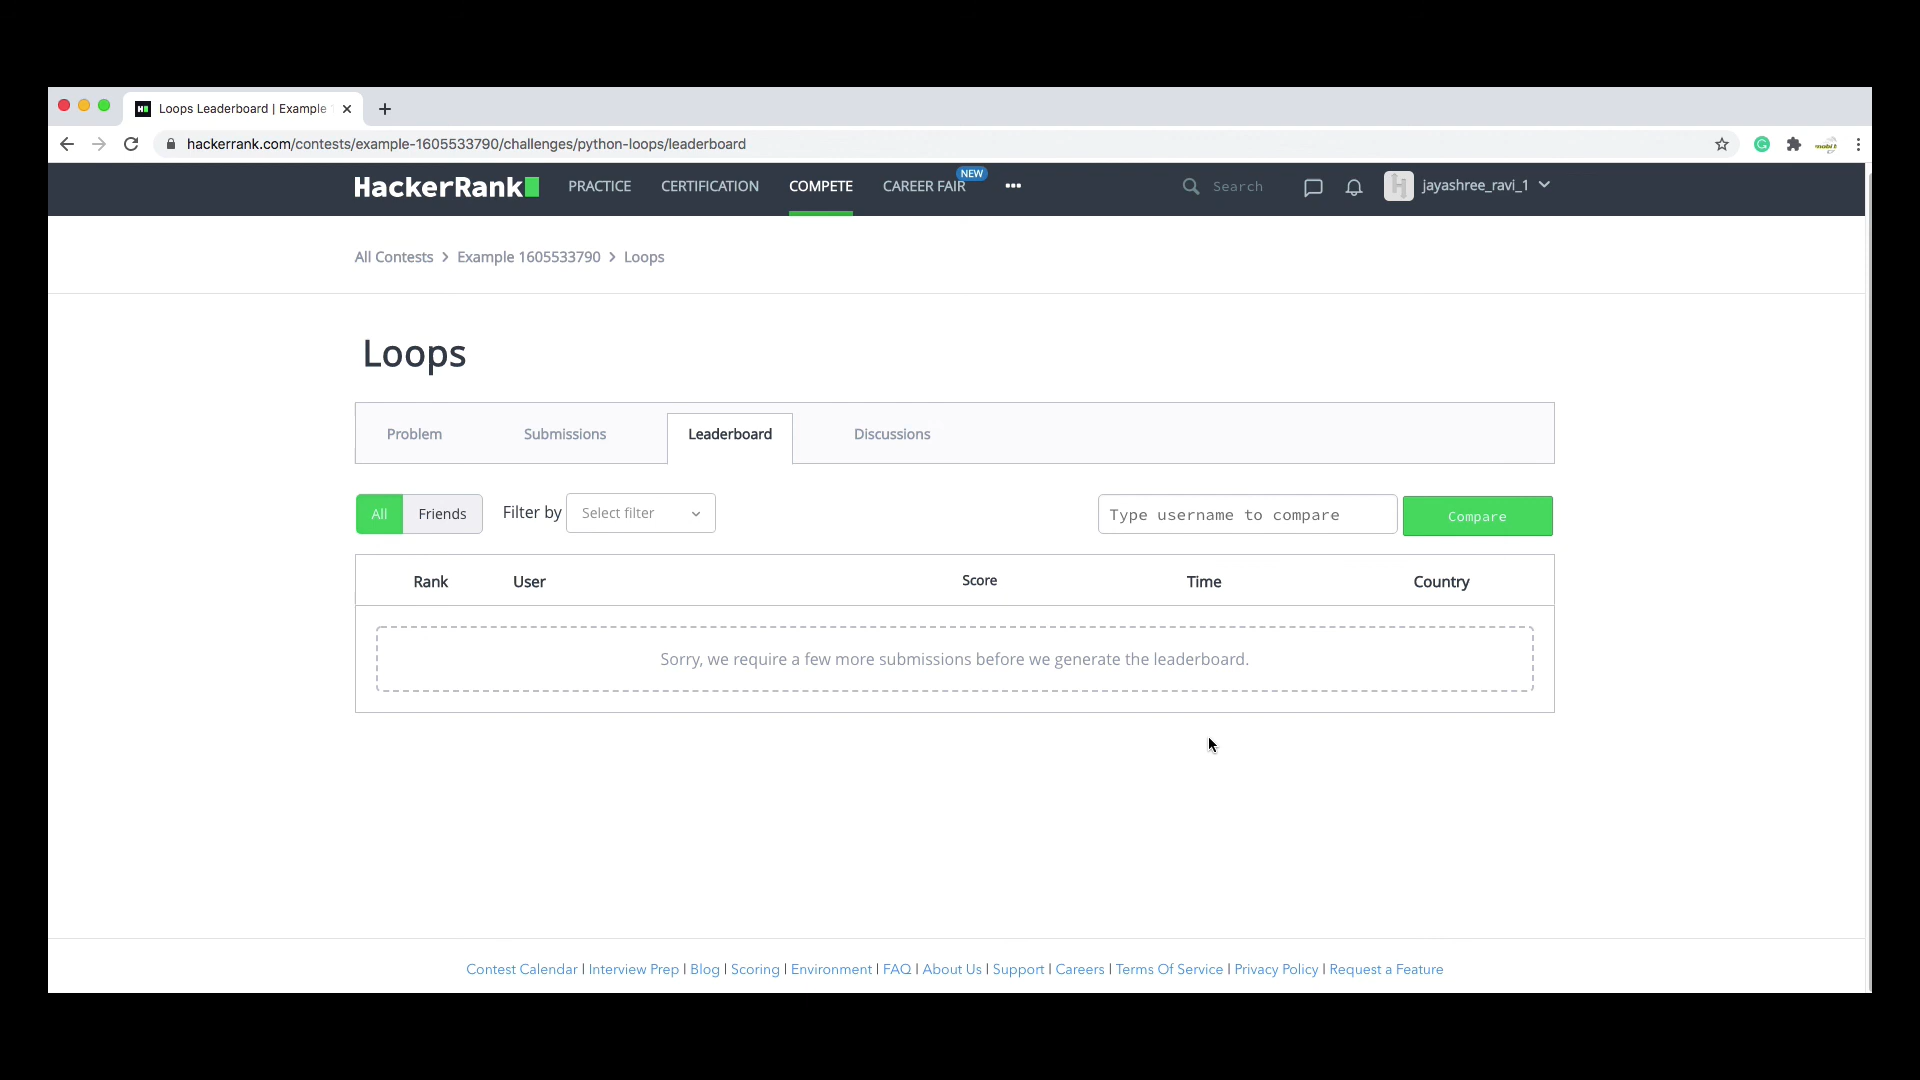 Loops Leaderboard | Example
hackerrank.com/contests/example-1605533790/challenges/python-loops/leaderboard
HackerRank PRACTICE CERTIFICATION COMPETE CAREER FAIR NEW Search jayashree_ravi_1
All Contests > Example 1605533790 > Loops
Loops
Problem Submissions Leaderboard Discussions
All Friends Filter by Select filter Type username to compare Compare
Rank User Score Time Country
Sorry, we require a few more submissions before we generate the leaderboard.
Contest Calendar | Interview Prep | Blog | Scoring | Environment | FAQ | About Us | Support | Careers | Terms Of Service | Privacy Policy | Request a Feature